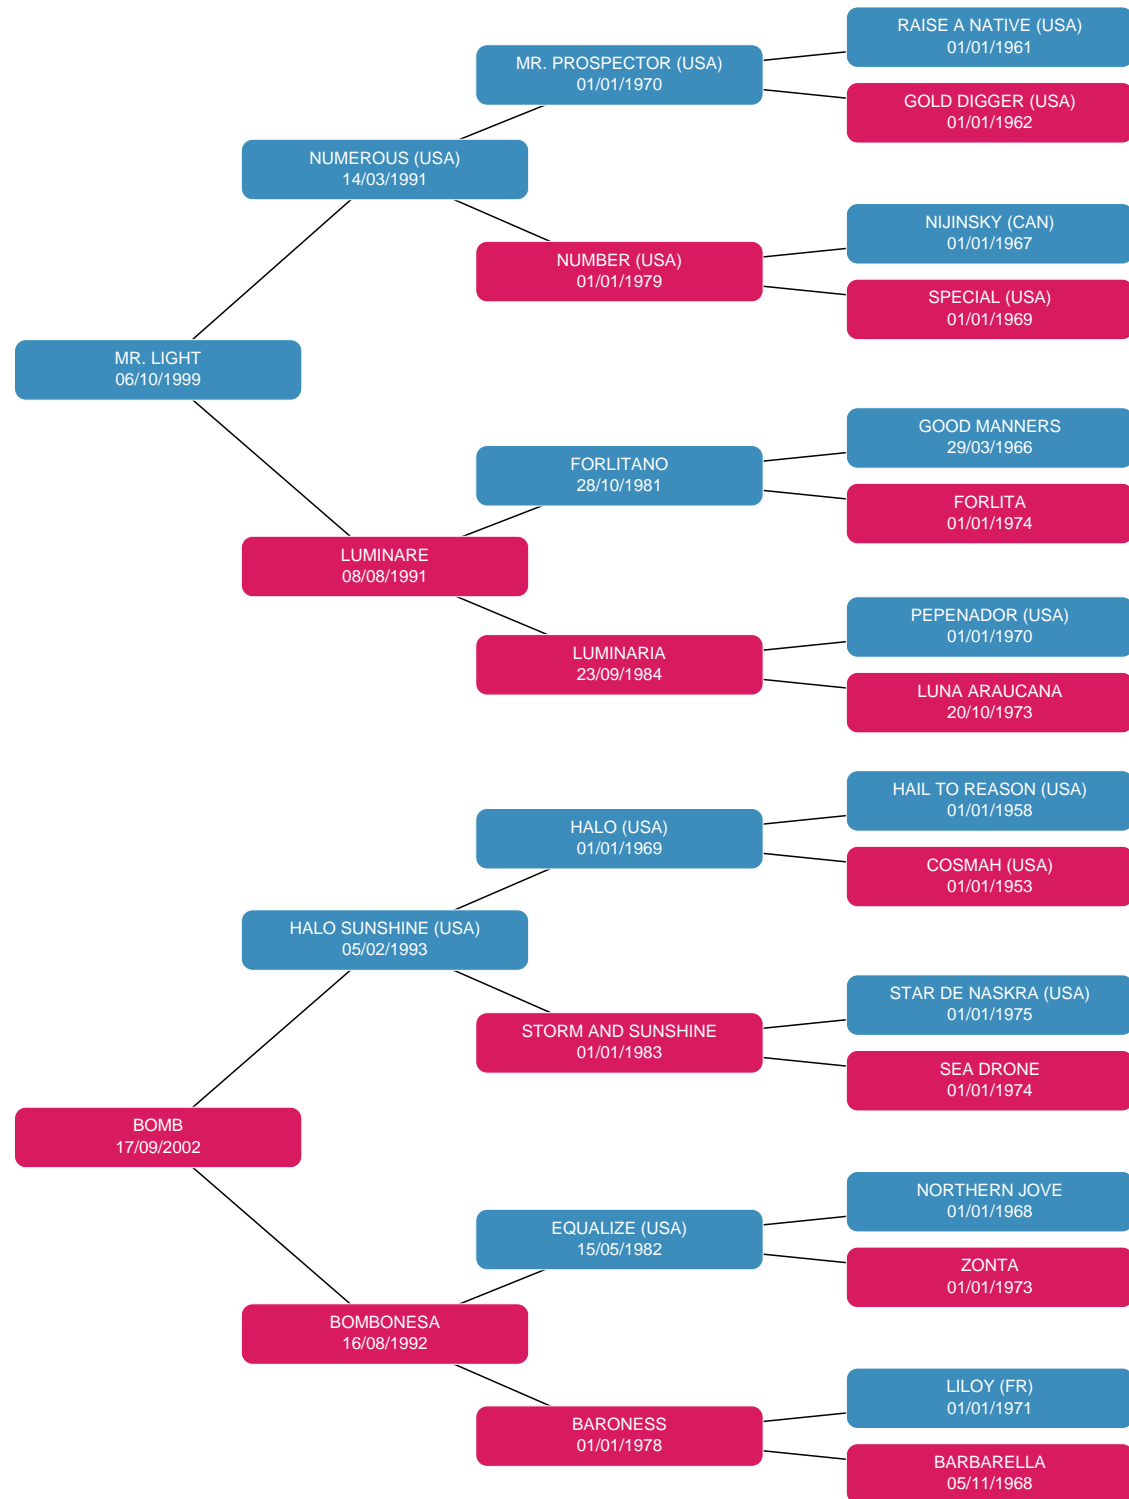 RAISE A NATIVE (USA)
01/01/1961
MR. PROSPECTOR (USA)
01/01/1970
GOLD DIGGER (USA)
01/01/1962
NUMEROUS (USA)
14/03/1991
NIJINSKY (CAN)
01/01/1967
NUMBER (USA)
01/01/1979
SPECIAL (USA)
01/01/1969
MR. LIGHT
06/10/1999
GOOD MANNERS
29/03/1966
FORLITANO
28/10/1981
FORLITA
01/01/1974
LUMINARE
08/08/1991
PEPENADOR (USA)
01/01/1970
LUMINARIA
23/09/1984
LUNA ARAUCANA
20/10/1973
HAIL TO REASON (USA)
01/01/1958
HALO (USA)
01/01/1969
COSMAH (USA)
01/01/1953
HALO SUNSHINE (USA)
05/02/1993
STAR DE NASKRA (USA)
01/01/1975
STORM AND SUNSHINE
01/01/1983
SEA DRONE
01/01/1974
BOMB
17/09/2002
NORTHERN JOVE
01/01/1968
EQUALIZE (USA)
15/05/1982
ZONTA
01/01/1973
BOMBONESA
16/08/1992
LILOY (FR)
01/01/1971
BARONESS
01/01/1978
BARBARELLA
05/11/1968